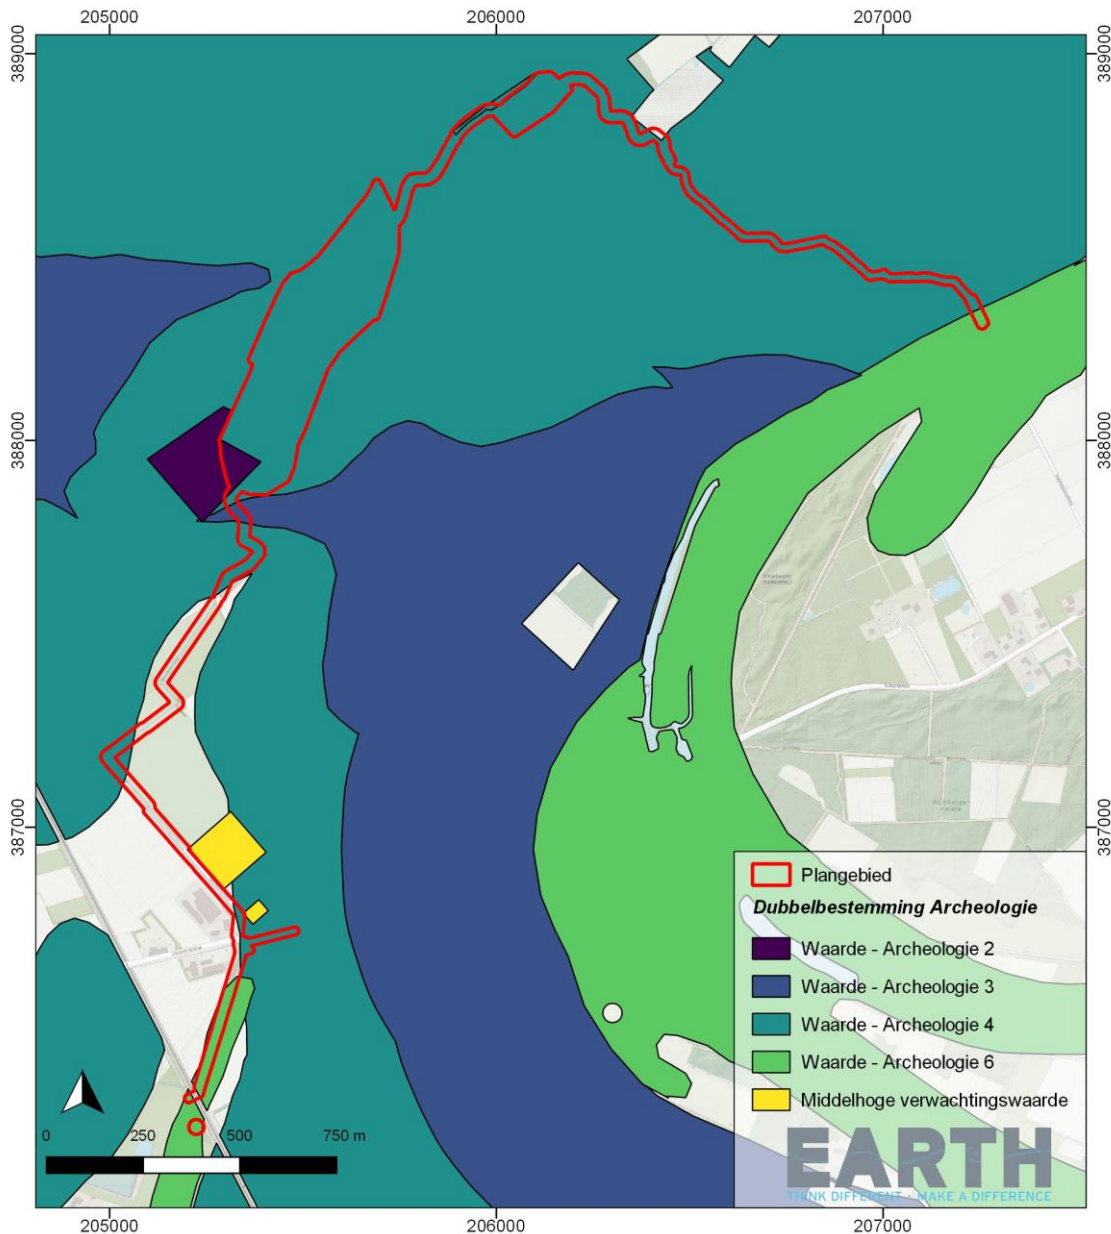 205000 206000 207000
389000 389000
388000 388000
387000 387000
Plangebied
Dubbelbestemming Archeologie
Waarde - Archeologie 2
Waarde - Archeologie 3
Waarde - Archeologie 4
Waarde - Archeologie 6
Middelhoge verwachtingswaarde
0 250 500 750 m
EARTH
THINK DIFFERENT · MAKE A DIFFERENCE
205000 206000 207000